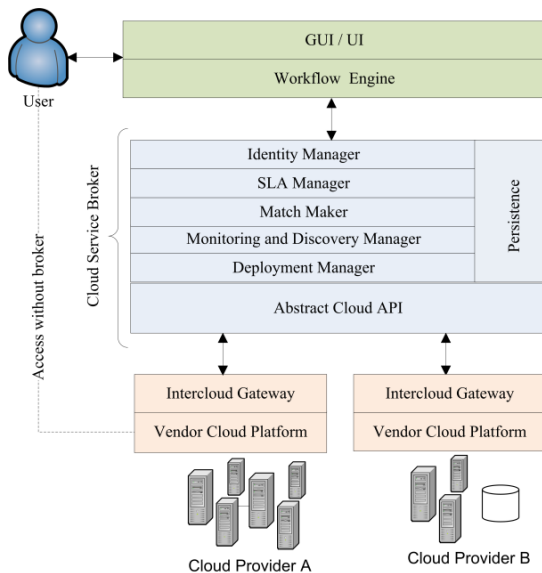 GUI / UI
Workflow Engine
User
Identity Manager
SLA Manager
Match Maker
Monitoring and Discovery Manager
Deployment Manager
Persistence
Abstract Cloud API
Cloud Service Broker
Access without broker
Intercloud Gateway
Vendor Cloud Platform
Cloud Provider A
Intercloud Gateway
Vendor Cloud Platform
Cloud Provider B